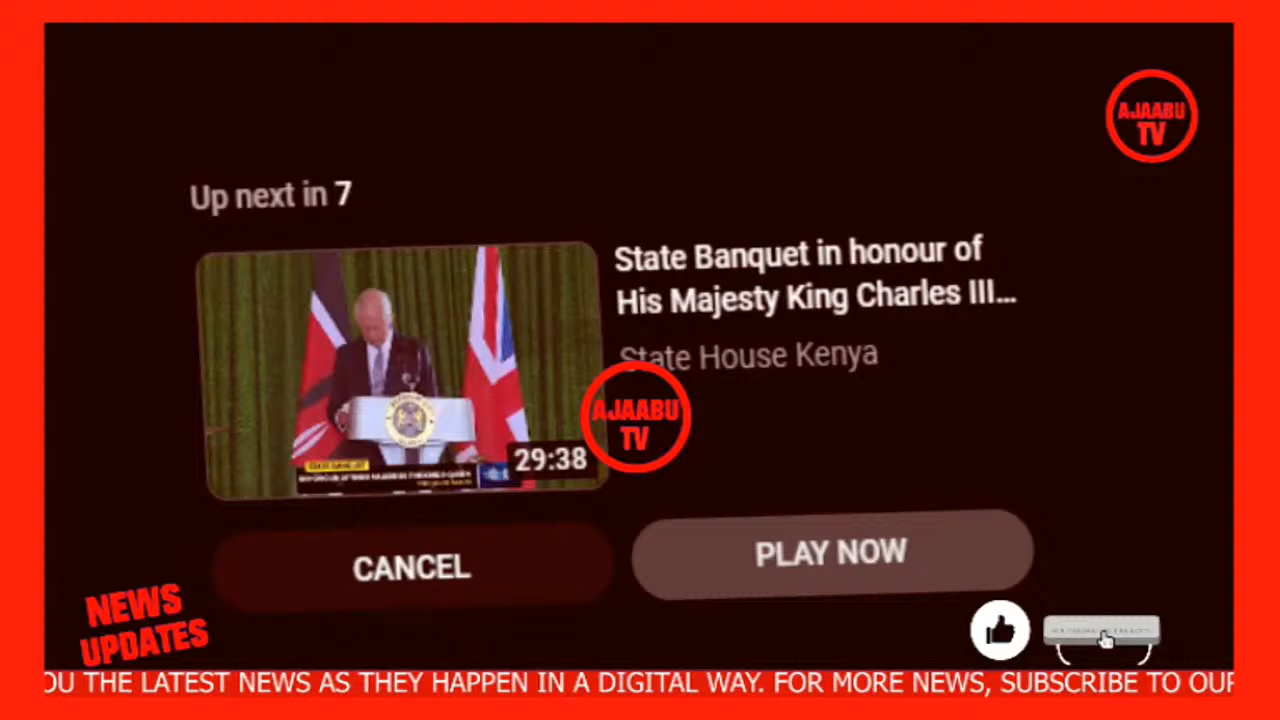 AJAABU
TV
Up next in 7
State Banquet in honour of
His Majesty King Charles III...
State House Kenya
AJAABU
TV
29:38
CANCEL
PLAY NOW
NEWS
UPDATES
OU THE LATEST NEWS AS THEY HAPPEN IN A DIGITAL WAY. FOR MORE NEWS, SUBSCRIBE TO OUR